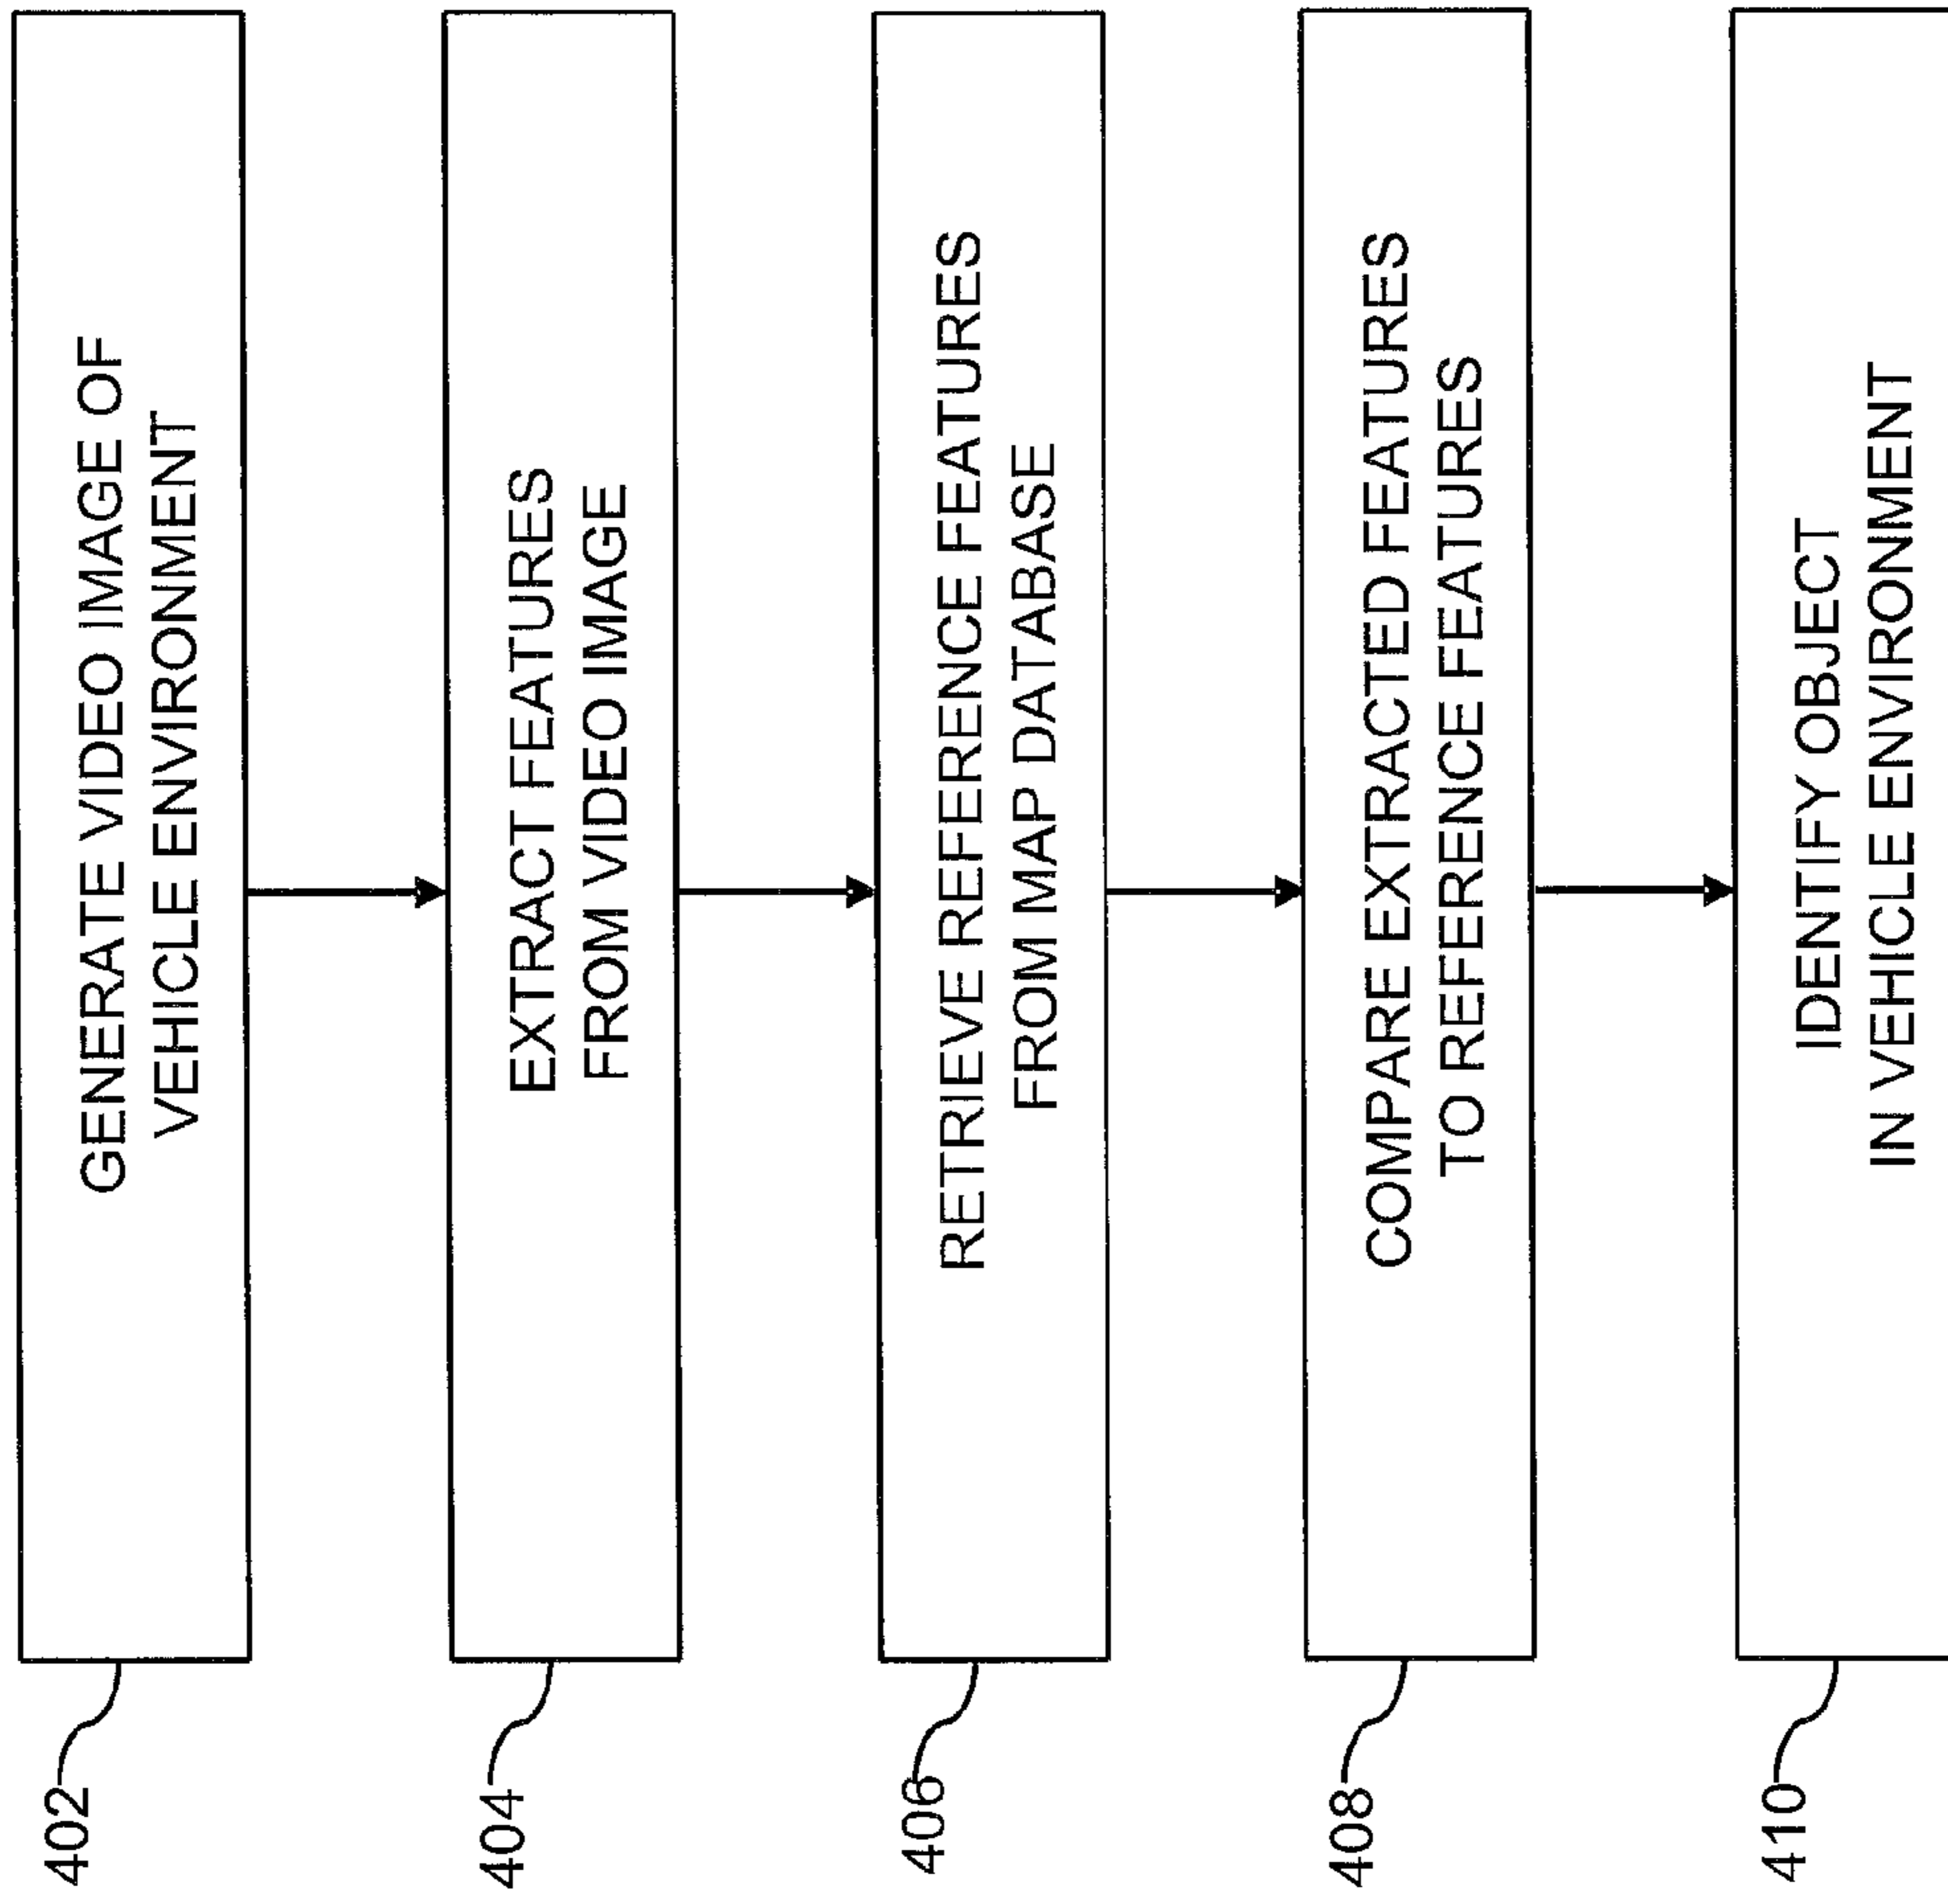 402
GENERATE VIDEO IMAGE OF
VEHICLE ENVIRONMENT
404
EXTRACT FEATURES
FROM VIDEO IMAGE
406
RETRIEVE REFERENCE FEATURES
FROM MAP DATABASE
408
COMPARE EXTRACTED FEATURES
TO REFERENCE FEATURES
410
IDENTIFY OBJECT
IN VEHICLE ENVIRONMENT